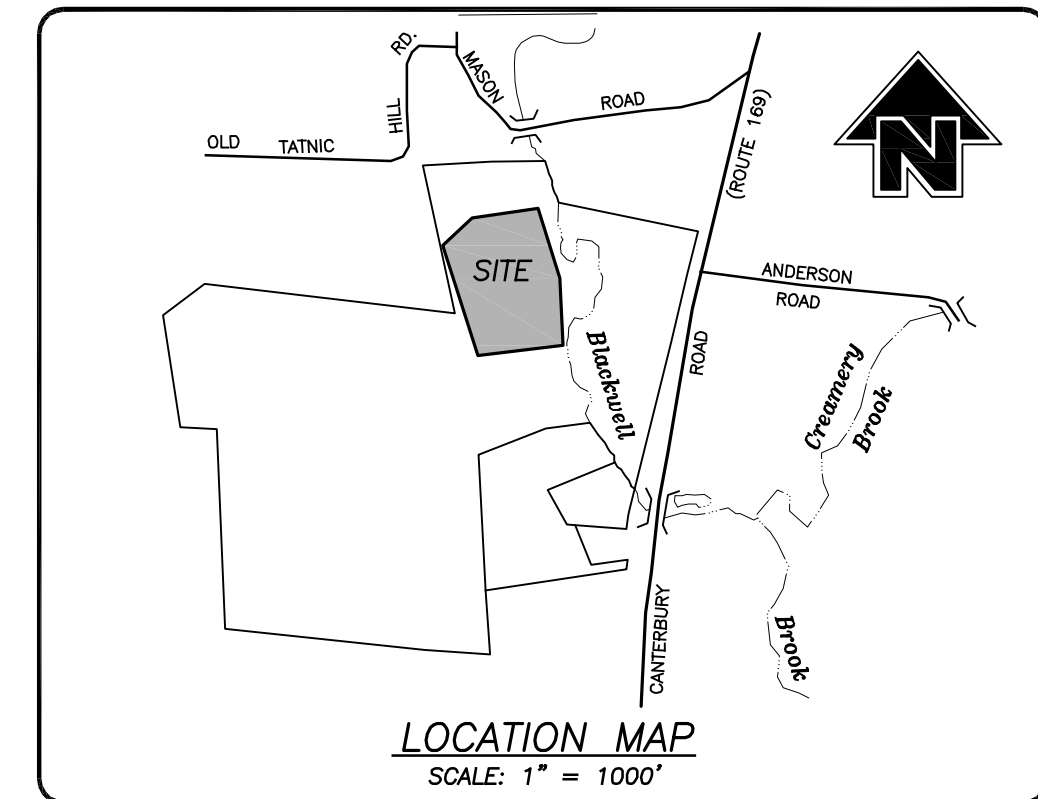 RD.
MASON
ROAD
HILL
OLD TATNIC
(ROUTE 169)
N
SITE
ANDERSON
ROAD
Blackwell
ROAD
Creamery
Brook
CANTERBURY
Brook
LOCATION MAP
SCALE: 1" = 1000'